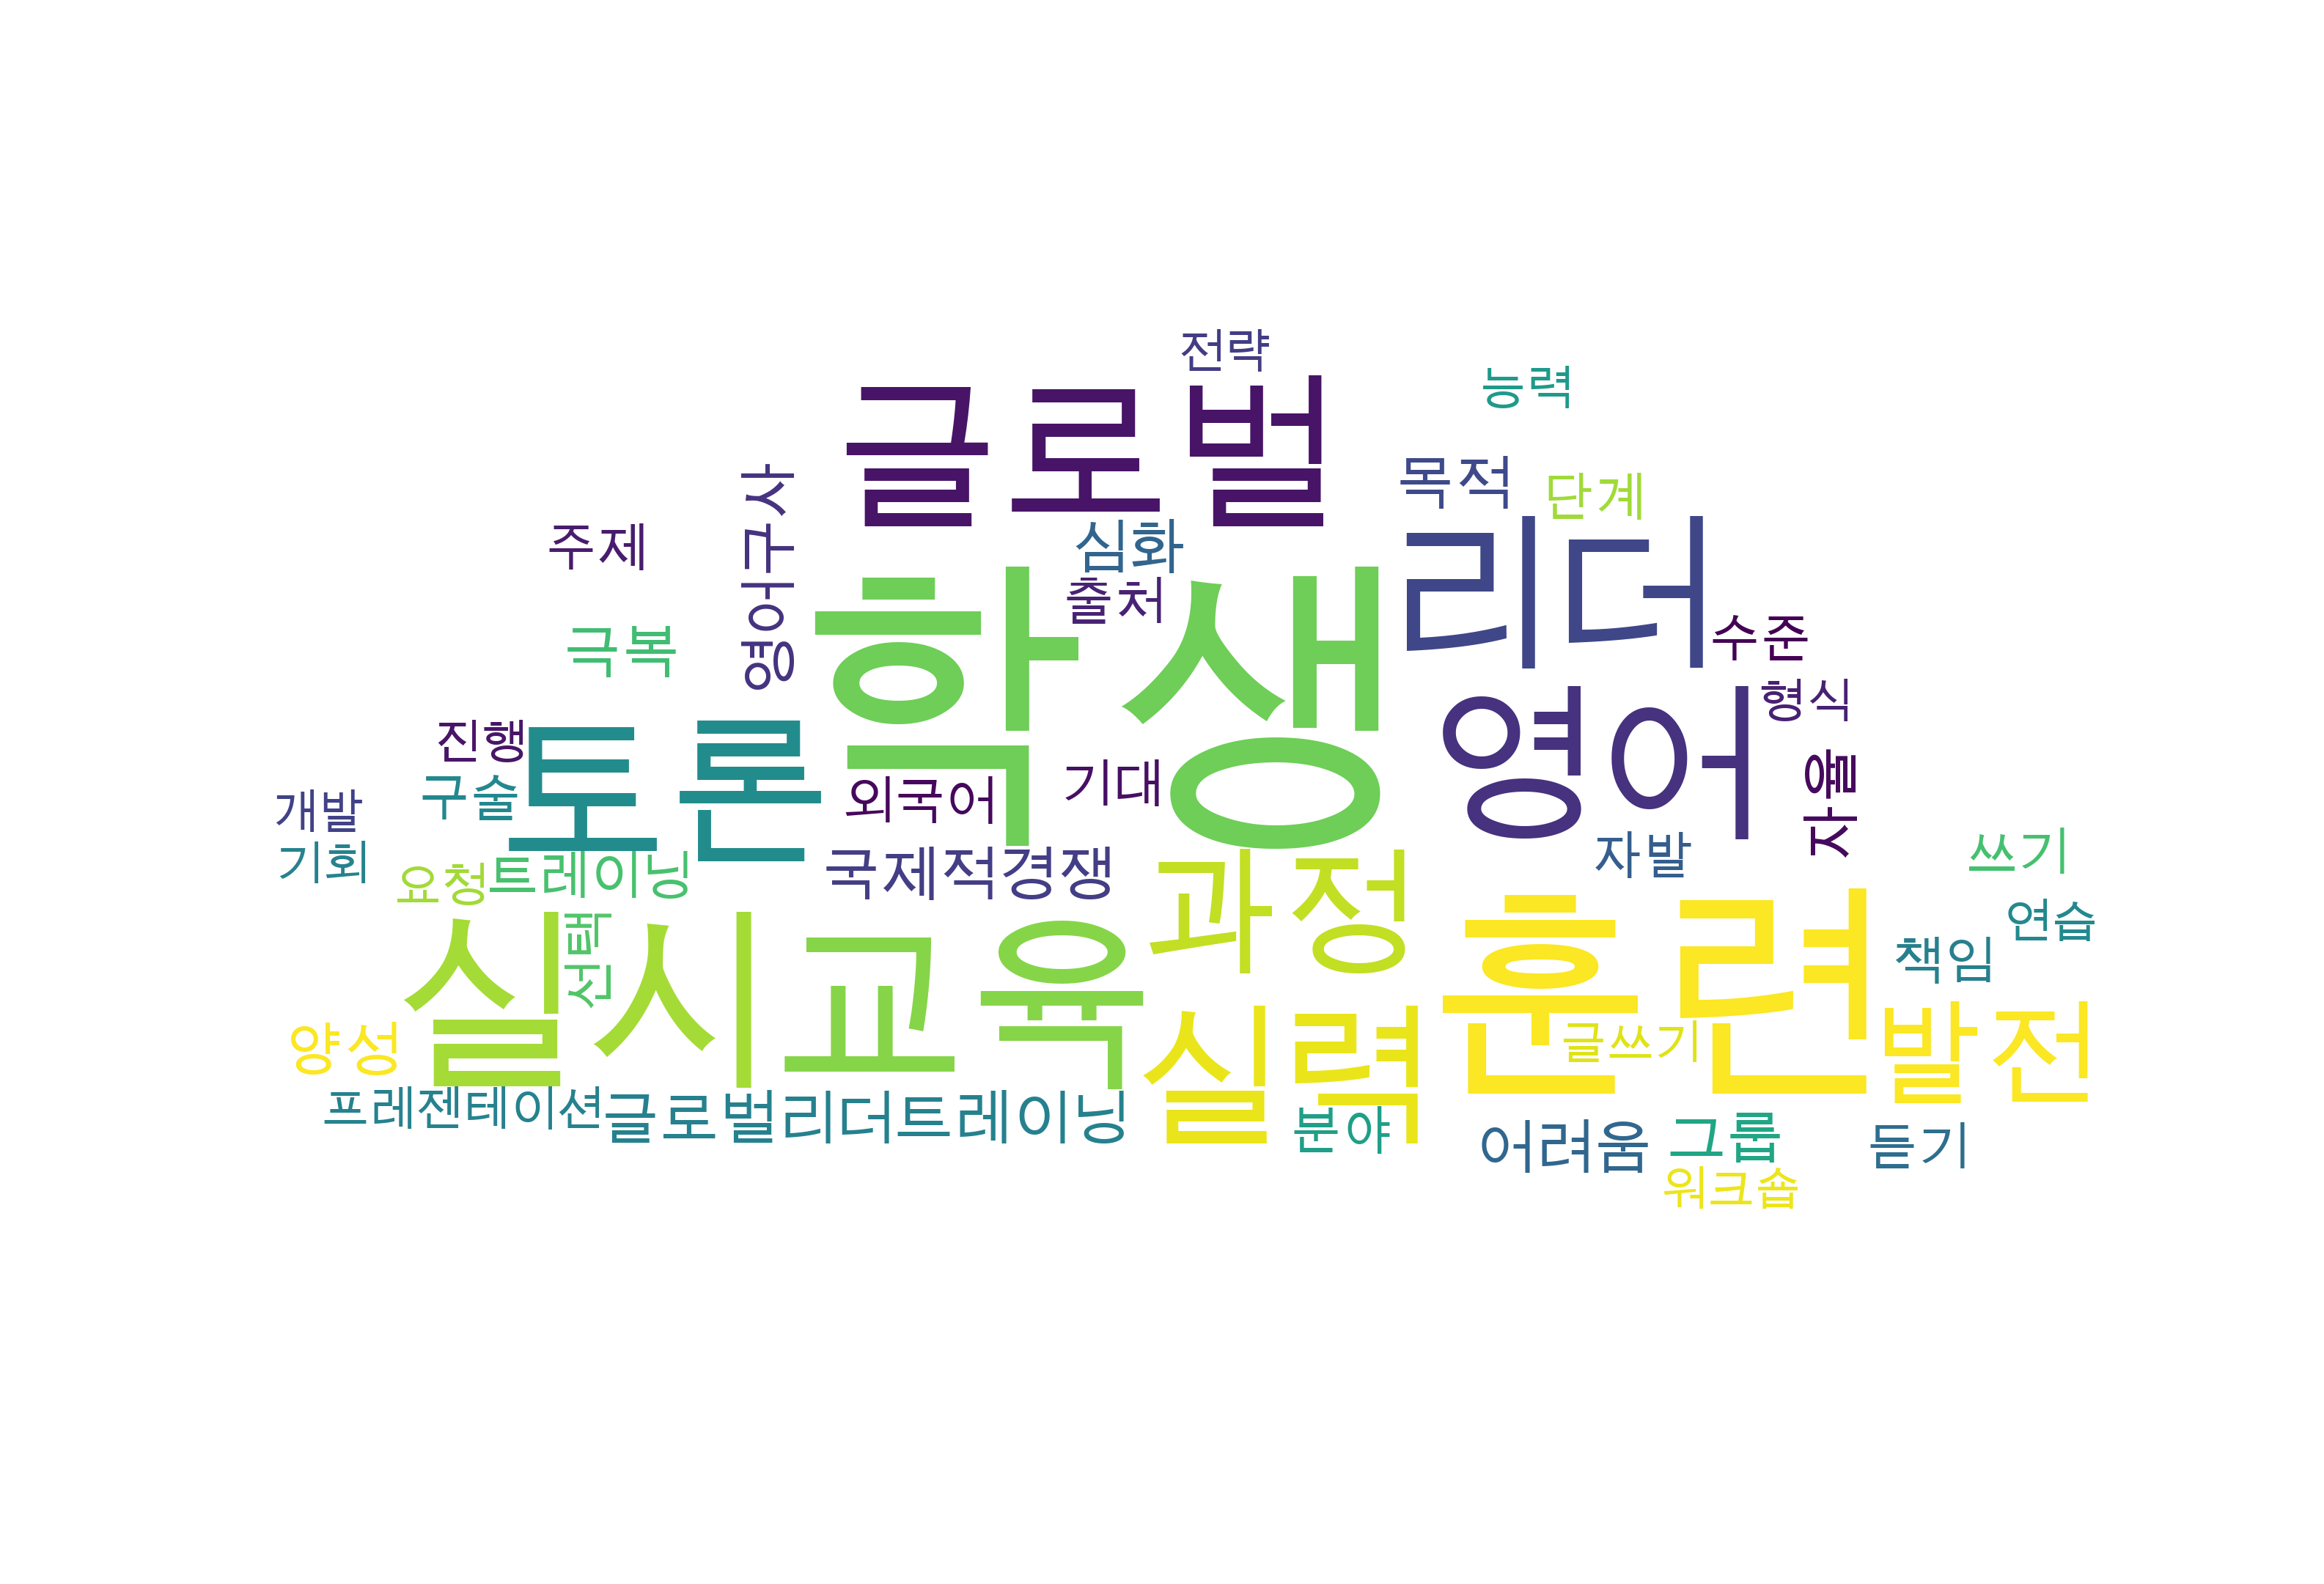 전략
능력
글로벌
목적
단계
영어구사
주제
심화
리더
출처
학생
수준
극복
형식
영어
진행
토론
구술
외국어
기대
개발
기회
자발
쓰기
요청
트레이닝
국제적경쟁
과정
훈련
연습
책임
실시
교육
양성
실력
글쓰기
발전
프레젠테이션
글로벌리더트레이닝
분야
어려움
그룹
듣기
워크숍